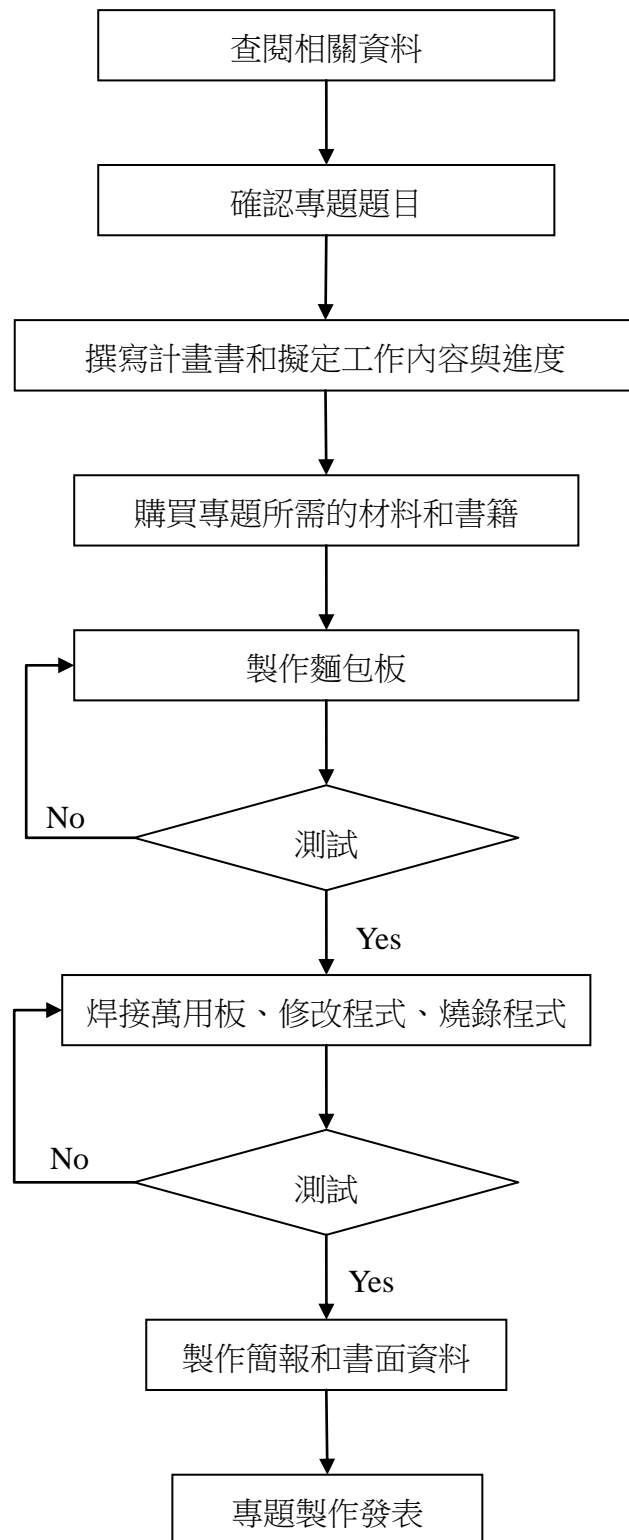 查閱相關資料
確認專題題目
撰寫計畫書和擬定工作內容與進度
購買專題所需的材料和書籍
製作麵包板
No
測試
Yes
焊接萬用板、修改程式、燒錄程式
No
測試
Yes
製作簡報和書面資料
專題製作發表